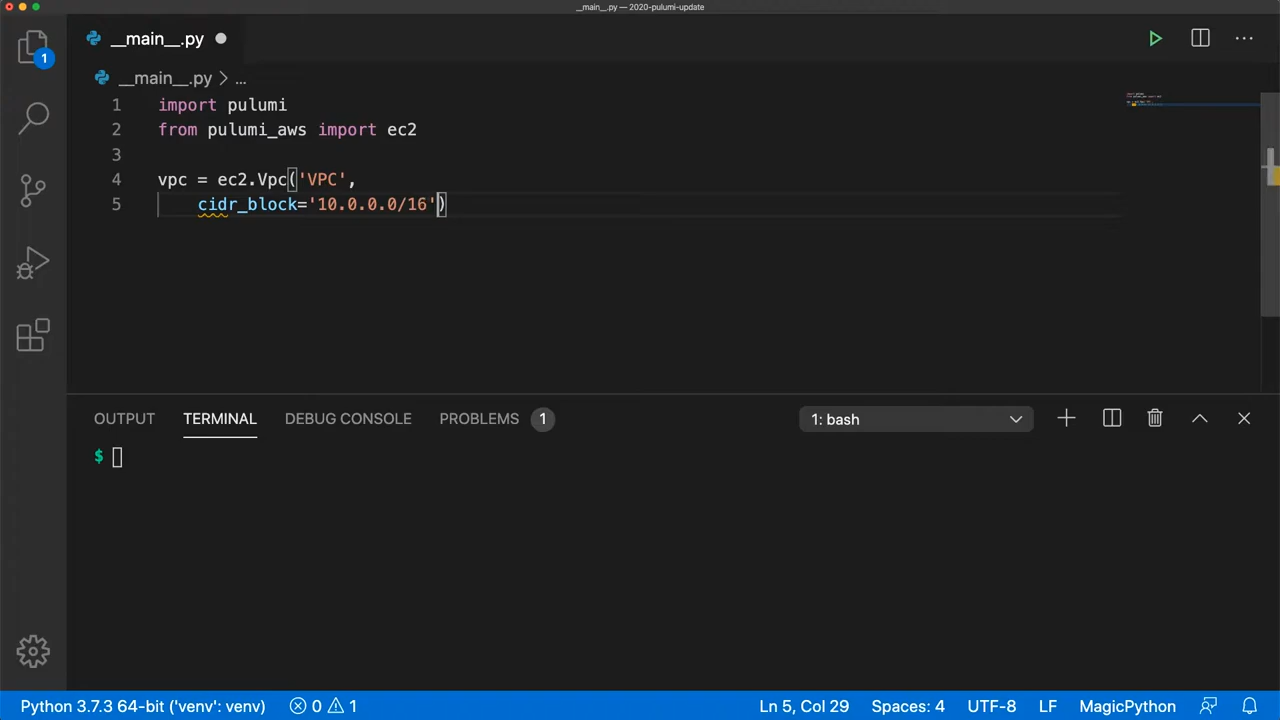 __main__.py — 2020-pulumi-update
__main__.py
1
__main__.py > ...
1 import pulumi
2 from pulumi_aws import ec2
3
4 vpc = ec2.Vpc('VPC',
5 cidr_block='10.0.0.0/16')
OUTPUT TERMINAL DEBUG CONSOLE PROBLEMS 1 1: bash
$
Python 3.7.3 64-bit ('venv': venv) 0 1 Ln 5, Col 29 Spaces: 4 UTF-8 LF MagicPython